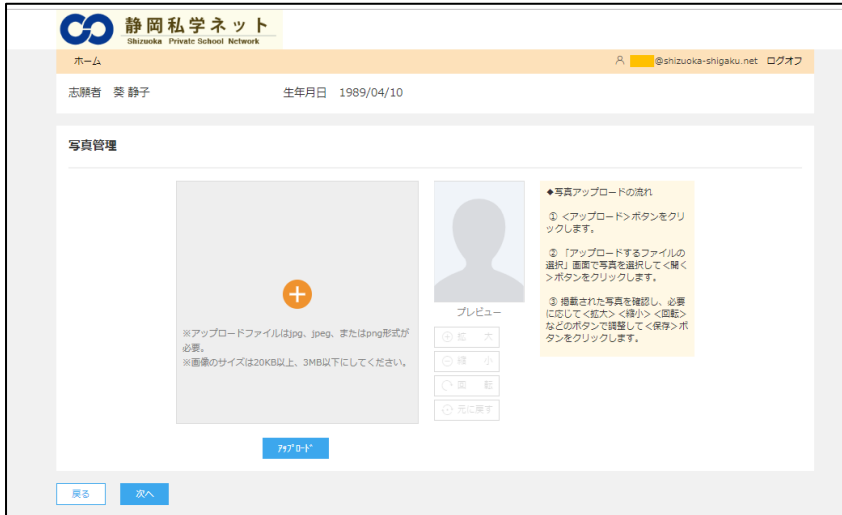 静岡私学ネット
Shizuoka Private School Network
ホーム
@shizuoka-shigaku.net ログオフ
志願者 葵 静子 生年月日 1989/04/10
写真管理
※アップロードファイルはjpg、jpeg、またはpng形式が
必要。
※画像のサイズは20KB以上、3MB以下にしてください。
アップロード
プレビュー
拡 大
縮 小
回 転
元に戻す
◆写真アップロードの流れ
① <アップロード>ボタンをクリ
ックします。
② 「アップロードするファイルの
選択」画面で写真を選択して<開く
>ボタンをクリックします。
③ 掲載された写真を確認し、必要
に応じて<拡大> <縮小> <回転>
などのボタンで調整して<保存>ボ
タンをクリックします。
戻る 次へ